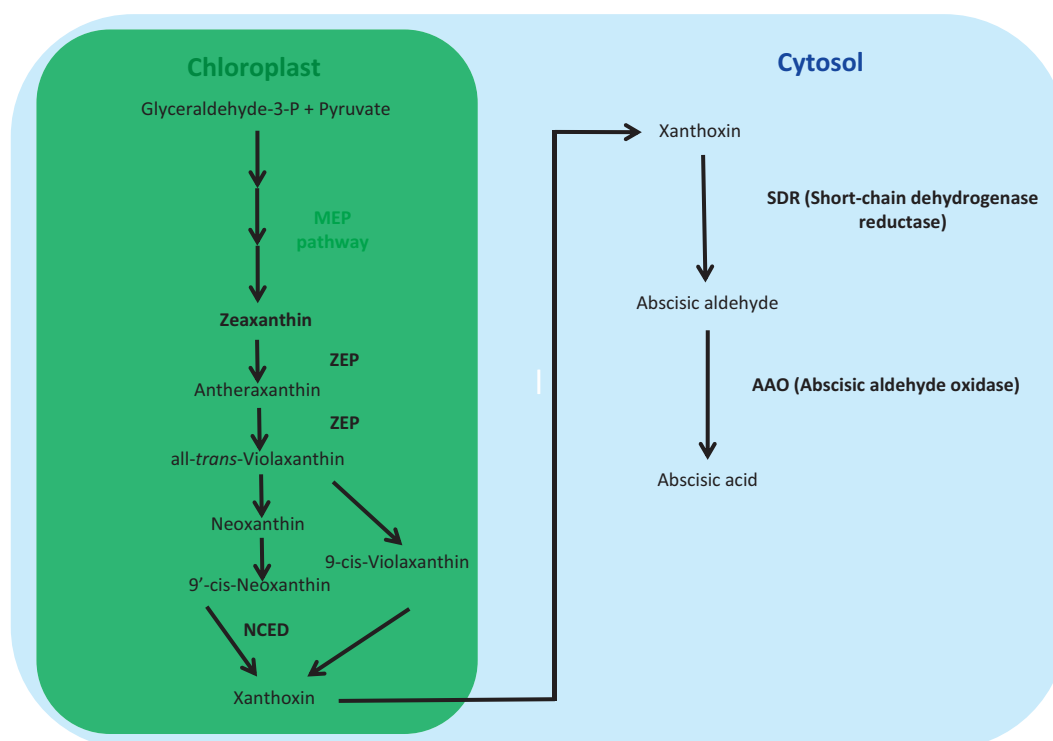 Chloroplast
Glyceraldehyde-3-P + Pyruvate
MEP
pathway
Zeaxanthin
ZEP
Antheraxanthin
ZEP
all-trans-Violaxanthin
Neoxanthin
9-cis-Violaxanthin
9’-cis-Neoxanthin
NCED
Xanthoxin
Cytosol
Xanthoxin
SDR (Short-chain dehydrogenase
reductase)
Abscisic aldehyde
AAO (Abscisic aldehyde oxidase)
Abscisic acid